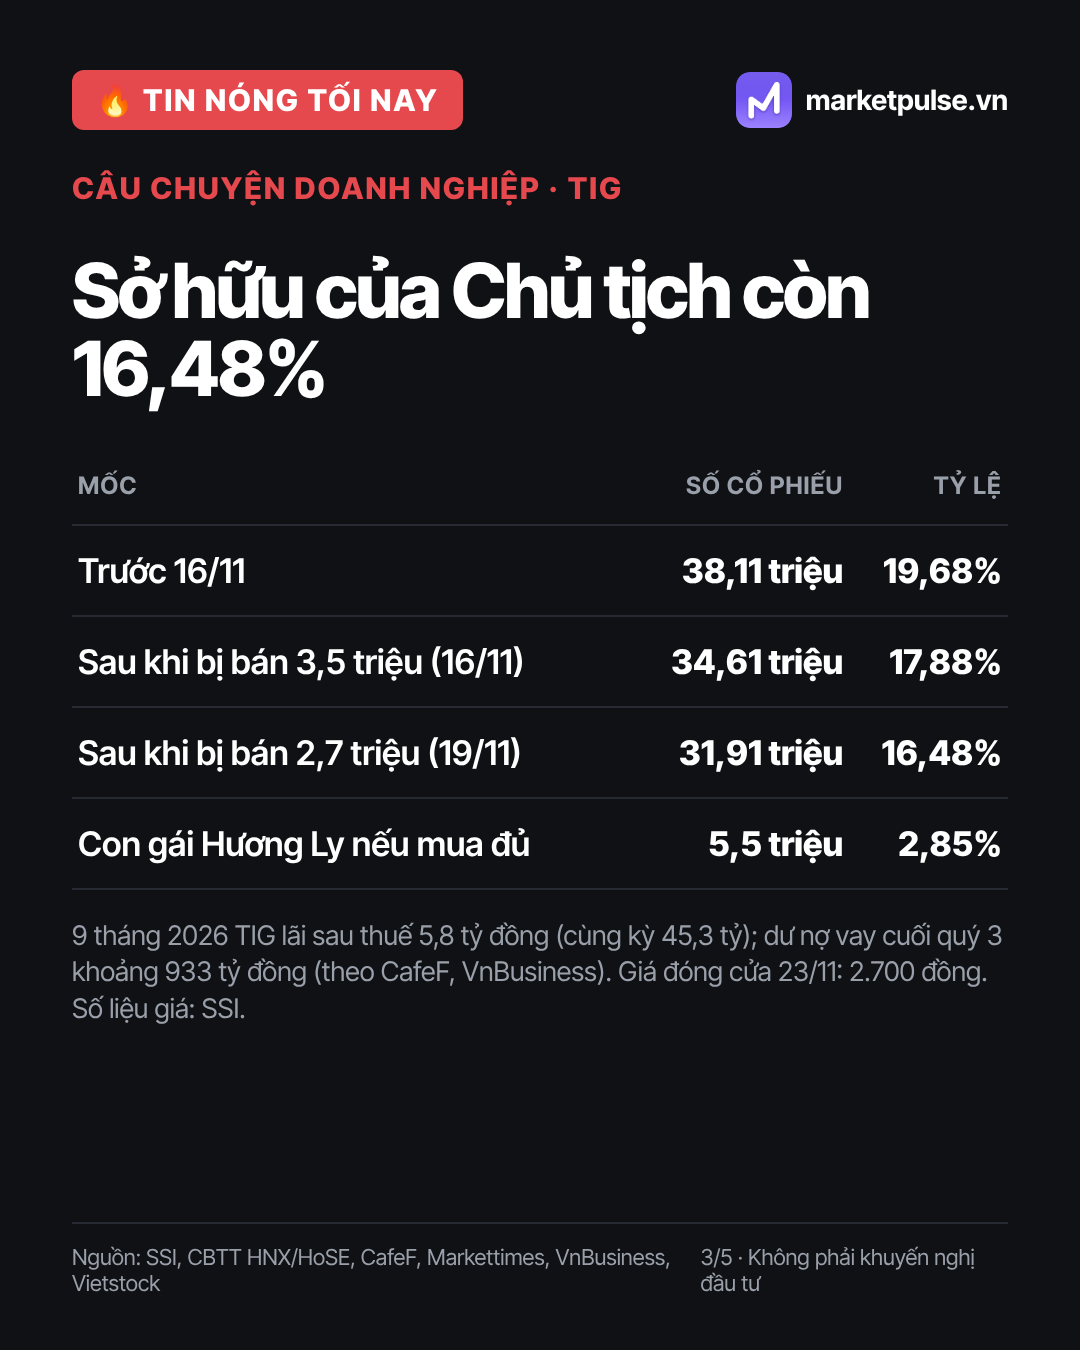 🔥 TIN NÓNG TỐI NAY
marketpulse.vn
CÂU CHUYỆN DOANH NGHIỆP · TIG
Sở hữu của Chủ tịch còn
16,48%
MỐC SỐ CỔ PHIẾU TỶ LỆ
Trước 16/11 38,11 triệu 19,68%
Sau khi bị bán 3,5 triệu (16/11) 34,61 triệu 17,88%
Sau khi bị bán 2,7 triệu (19/11) 31,91 triệu 16,48%
Con gái Hương Ly nếu mua đủ 5,5 triệu 2,85%
9 tháng 2026 TIG lãi sau thuế 5,8 tỷ đồng (cùng kỳ 45,3 tỷ); dư nợ vay cuối quý 3
khoảng 933 tỷ đồng (theo CafeF, VnBusiness). Giá đóng cửa 23/11: 2.700 đồng.
Số liệu giá: SSI.
Nguồn: SSI, CBTT HNX/HoSE, CafeF, Markettimes, VnBusiness,
Vietstock
3/5 · Không phải khuyến nghị
đầu tư